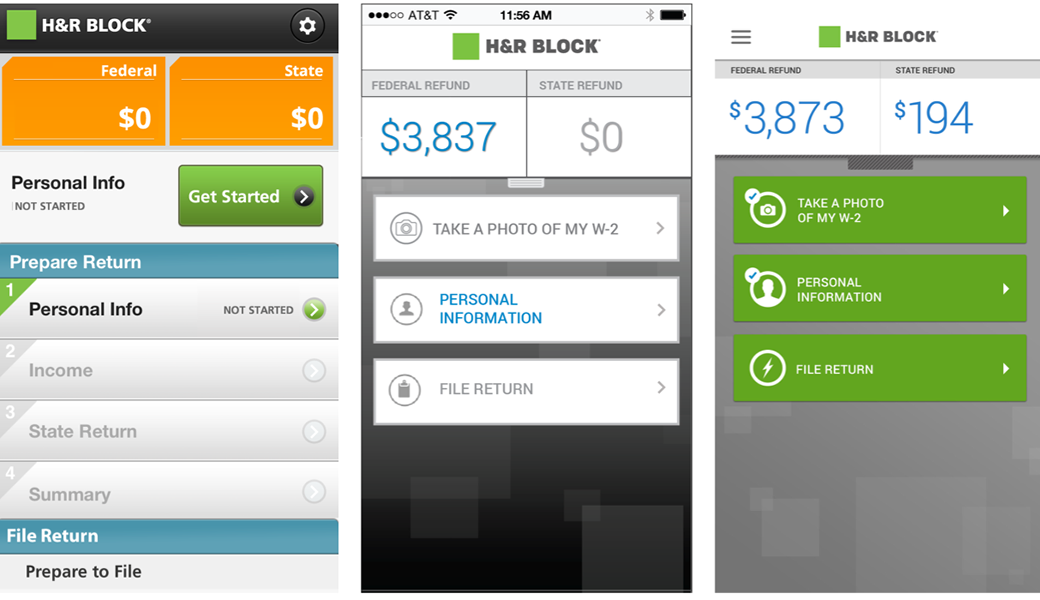 H&R BLOCK®
Federal
$0
State
$0
Personal Info
NOT STARTED
Get Started
Prepare Return
1
Personal Info
NOT STARTED
2
Income
3
State Return
4
Summary
File Return
Prepare to File
AT&T 11:56 AM
H&R BLOCK®
FEDERAL REFUND
STATE REFUND
$3,837
$0
TAKE A PHOTO OF MY W-2
PERSONAL
INFORMATION
FILE RETURN
H&R BLOCK®
FEDERAL REFUND
STATE REFUND
$3,873
$194
TAKE A PHOTO
OF MY W-2
PERSONAL
INFORMATION
FILE RETURN